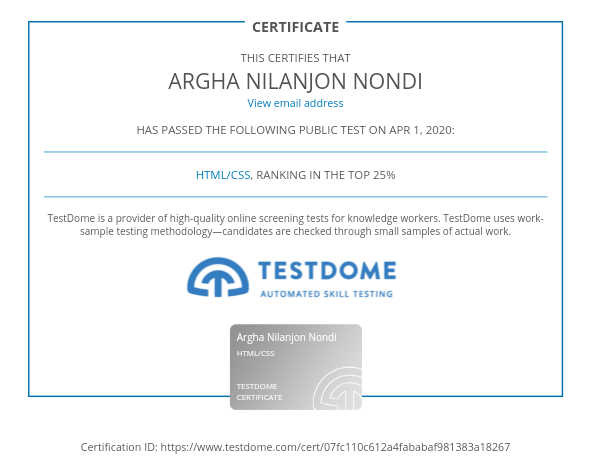 CERTIFICATE
THIS CERTIFIES THAT
ARGHA NILANJON NONDI
View email address
HAS PASSED THE FOLLOWING PUBLIC TEST ON APR 1, 2020:
HTML/CSS, RANKING IN THE TOP 25%
TestDome is a provider of high-quality online screening tests for knowledge workers. TestDome uses work-
sample testing methodology—candidates are checked through small samples of actual work.
TESTDOME
AUTOMATED SKILL TESTING
Argha Nilanjon Nondi
HTML/CSS
TESTDOME
CERTIFICATE
Certification ID: https://www.testdome.com/cert/07fc110c612a4fababaf981383a18267